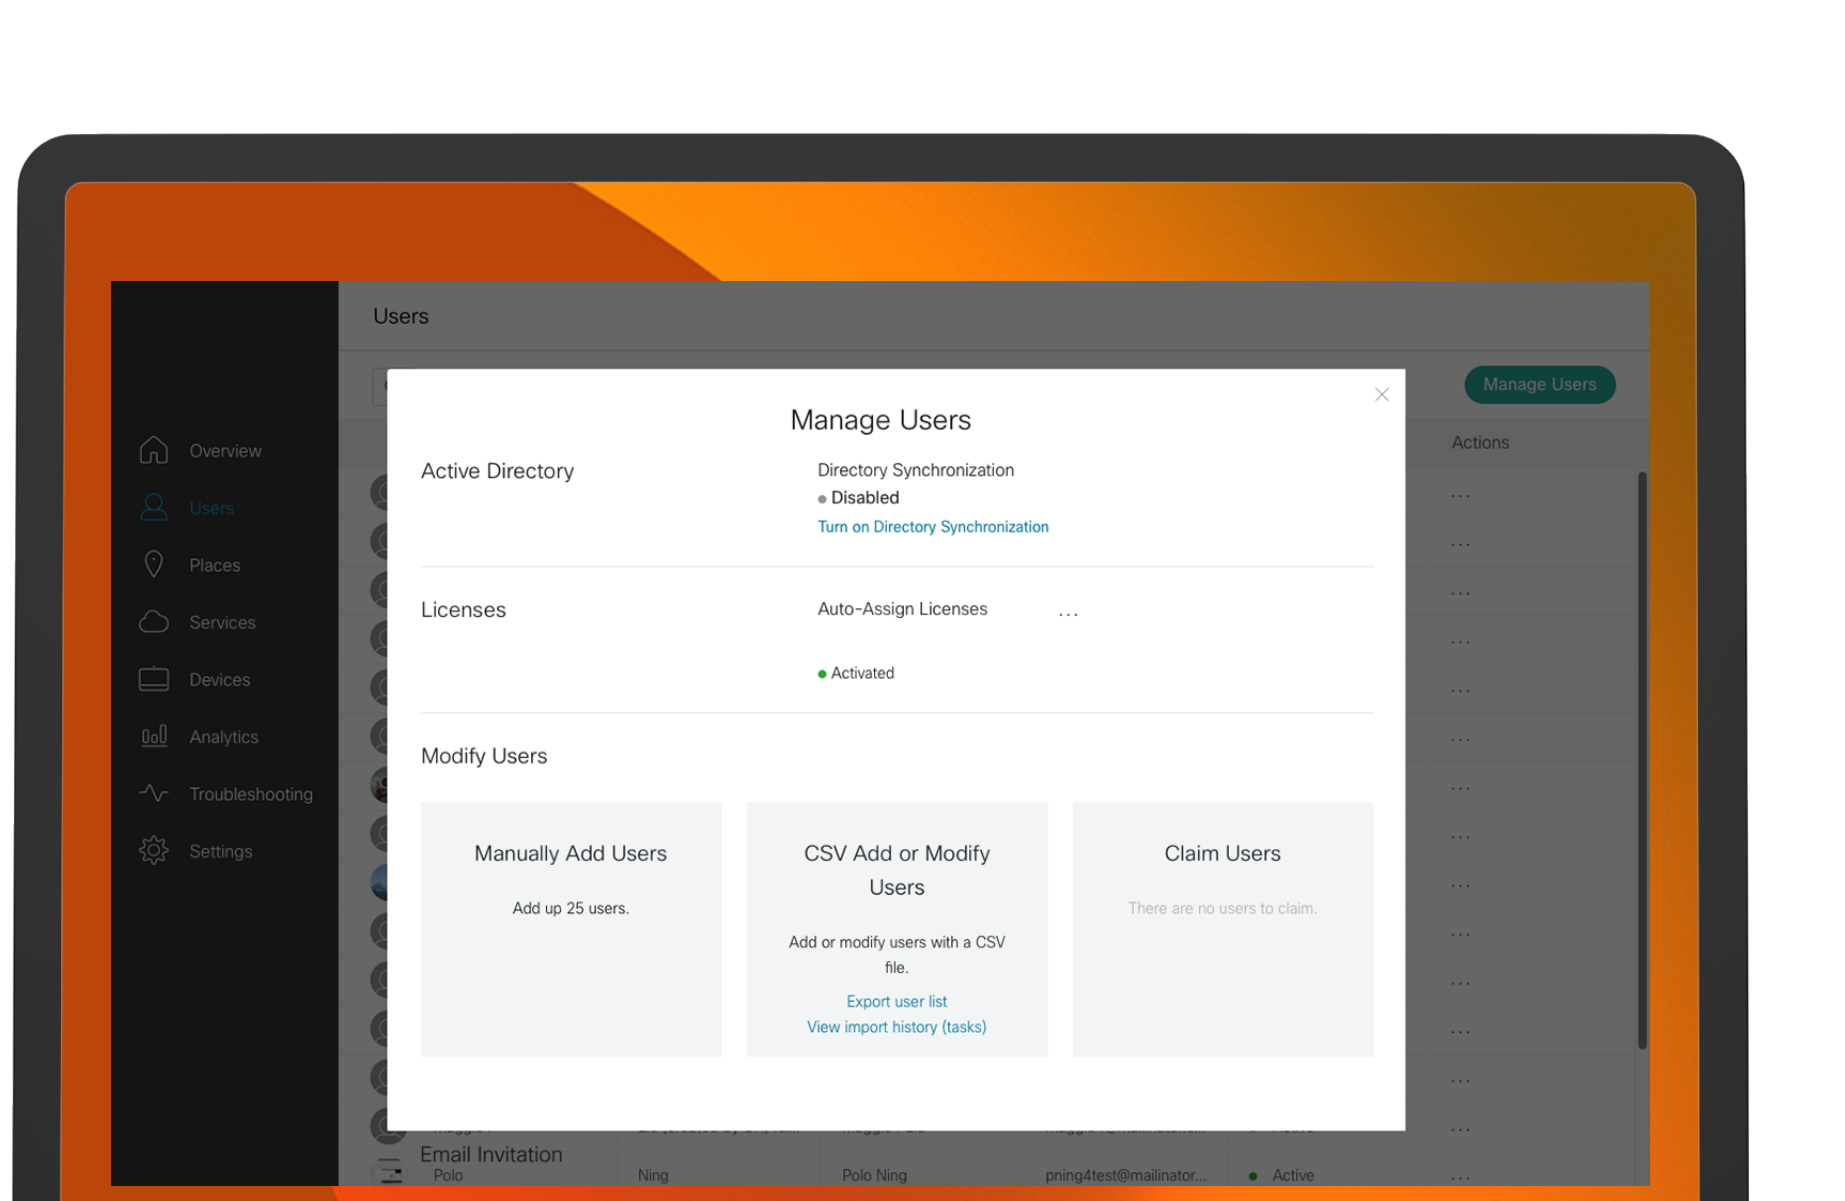 Users
Manage Users
Actions
Overview
Users
Places
Services
Devices
Analytics
Troubleshooting
Settings
Manage Users
Active Directory
Directory Synchronization
Disabled
Turn on Directory Synchronization
Licenses
Auto-Assign Licenses ...
Activated
Modify Users
Manually Add Users
Add up 25 users.
CSV Add or Modify
Users
Add or modify users with a CSV
file.
Export user list
View import history (tasks)
Claim Users
There are no users to claim.
Email Invitation
Polo Ning Polo Ning pning4test@mailinator... Active ...